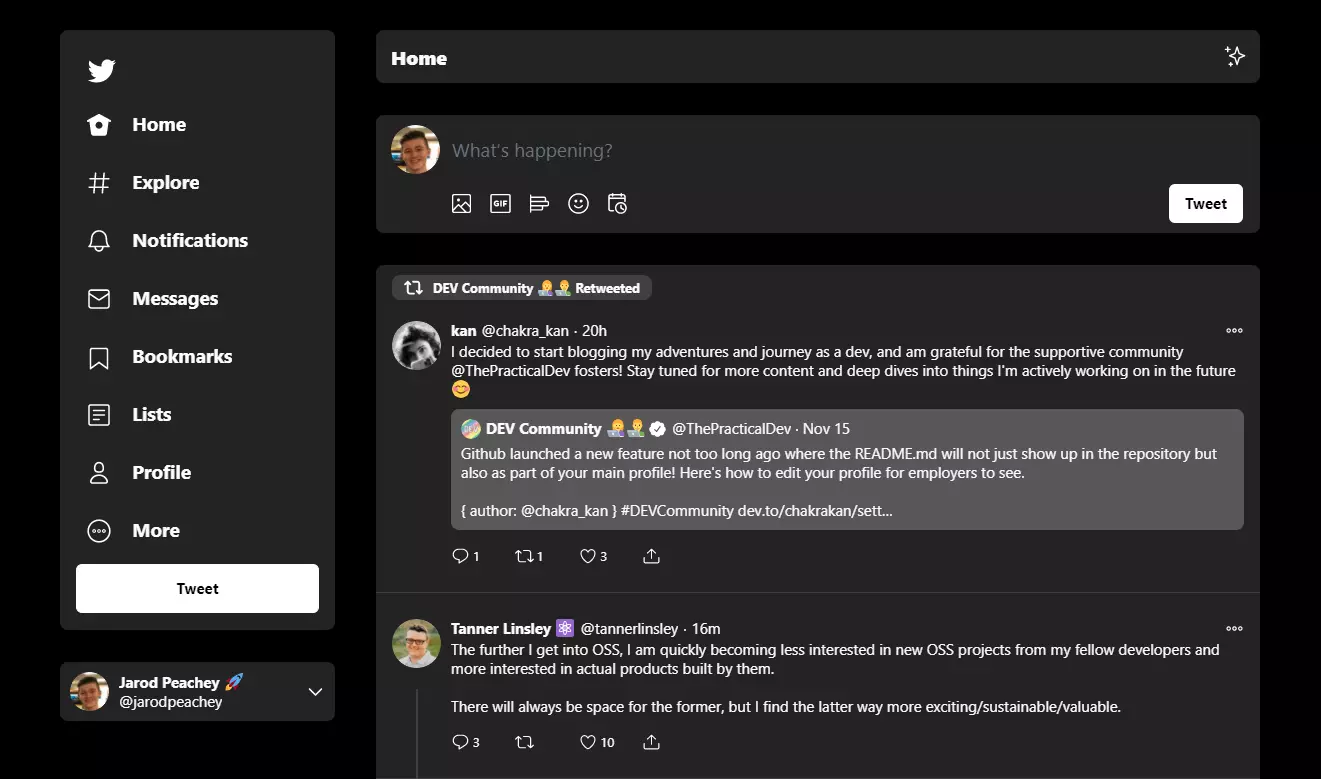 Home
Explore
Notifications
Messages
Bookmarks
Lists
Profile
More
Tweet
Jarod Peachey 🚀
@jarodpeachey
Home
What's happening?
GIF
Tweet
DEV Community 👩‍💻👨‍💻 Retweeted
kan @chakra_kan · 20h
I decided to start blogging my adventures and journey as a dev, and am grateful for the supportive community
@ThePracticalDev fosters! Stay tuned for more content and deep dives into things I'm actively working on in the future
😊
DEV Community 👩‍💻👨‍💻 @ThePracticalDev · Nov 15
Github launched a new feature not too long ago where the README.md will not just show up in the repository but
also as part of your main profile! Here's how to edit your profile for employers to see.
{ author: @chakra_kan } #DEVCommunity dev.to/chakrakan/sett...
1 1 3
Tanner Linsley ⚛ @tannerlinsley · 16m
The further I get into OSS, I am quickly becoming less interested in new OSS projects from my fellow developers and
more interested in actual products built by them.
There will always be space for the former, but I find the latter way more exciting/sustainable/valuable.
3 10